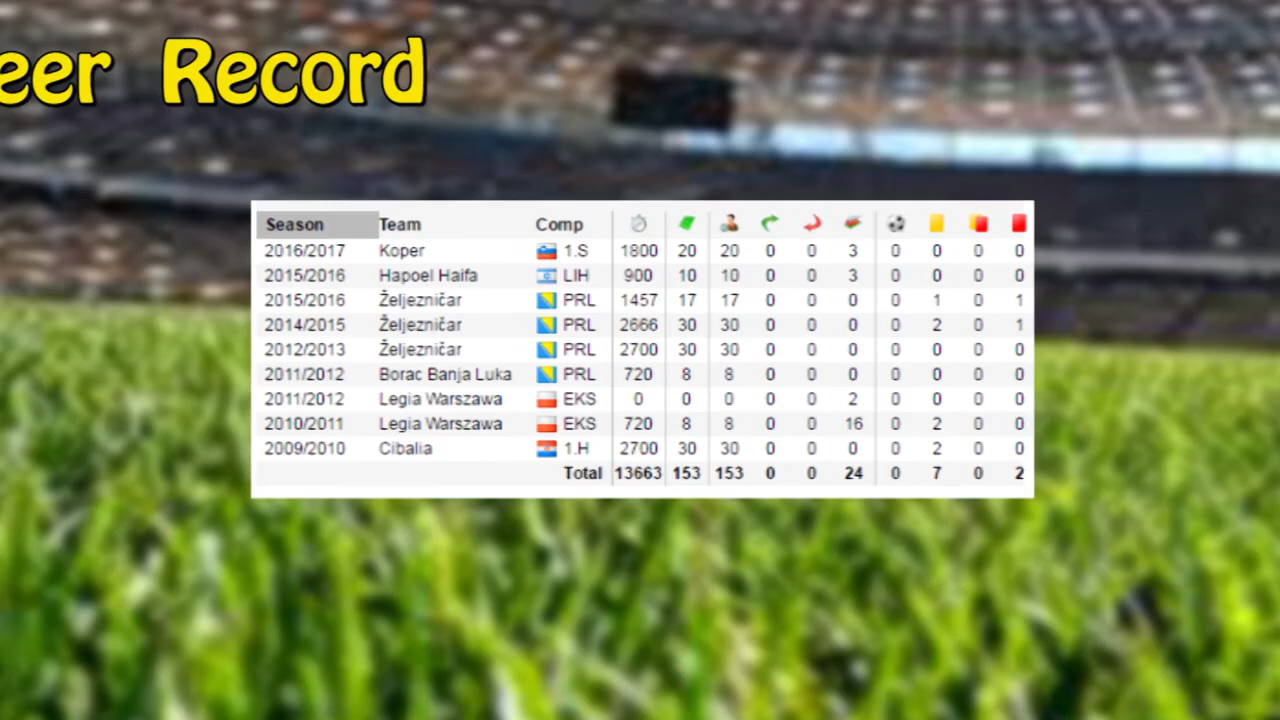 eer Record
Season Team Comp
2016/2017 Koper 1.S 1800 20 20 0 0 3 0 0 0 0
2015/2016 Hapoel Haifa LIH 900 10 10 0 0 3 0 0 0 0
2015/2016 Željezničar PRL 1457 17 17 0 0 0 0 1 0 1
2014/2015 Željezničar PRL 2666 30 30 0 0 0 0 2 0 1
2012/2013 Željezničar PRL 2700 30 30 0 0 0 0 0 0 0
2011/2012 Borac Banja Luka PRL 720 8 8 0 0 0 0 0 0 0
2011/2012 Legia Warszawa EKS 0 0 0 0 0 2 0 0 0 0
2010/2011 Legia Warszawa EKS 720 8 8 0 0 16 0 2 0 0
2009/2010 Cibalia 1.H 2700 30 30 0 0 0 0 2 0 0
Total 13663 153 153 0 0 24 0 7 0 2